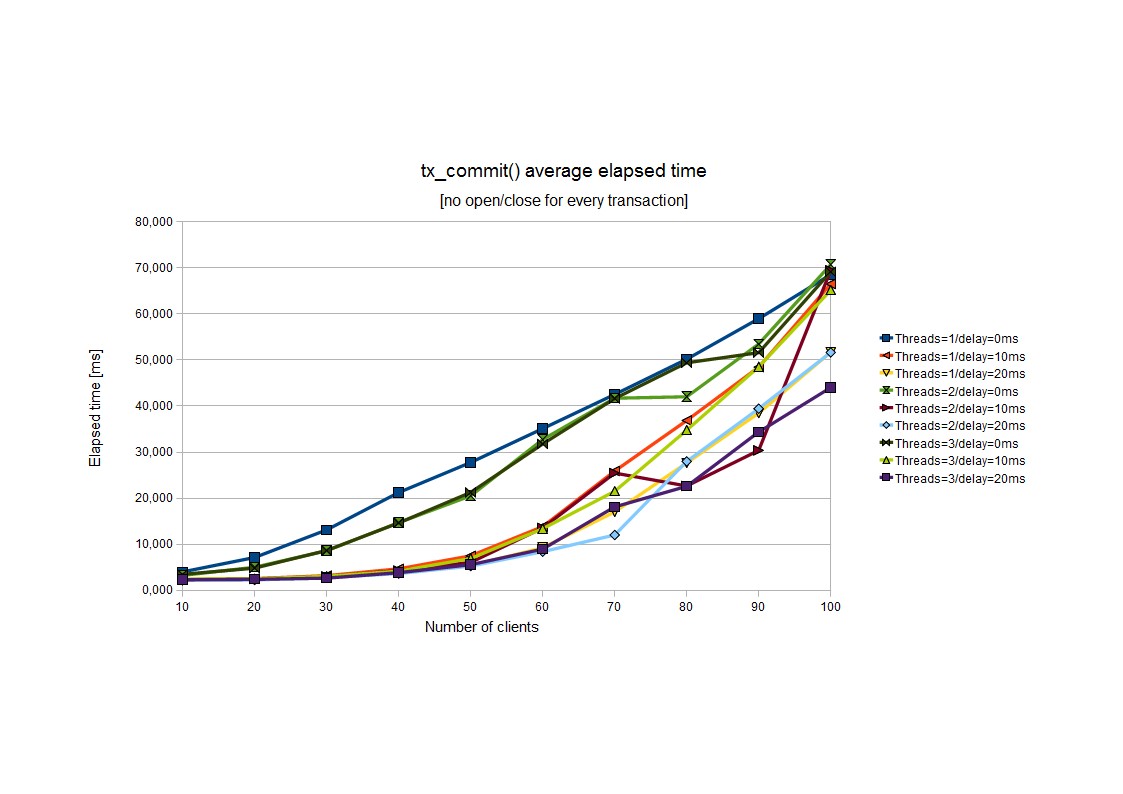 tx_commit() average elapsed time
[no open/close for every transaction]
80,000
70,000
60,000
50,000
40,000
30,000
20,000
10,000
0,000
Elapsed time [ms]
10 20 30 40 50 60 70 80 90 100
Number of clients
Threads=1/delay=0ms
Threads=1/delay=10ms
Threads=1/delay=20ms
Threads=2/delay=0ms
Threads=2/delay=10ms
Threads=2/delay=20ms
Threads=3/delay=0ms
Threads=3/delay=10ms
Threads=3/delay=20ms